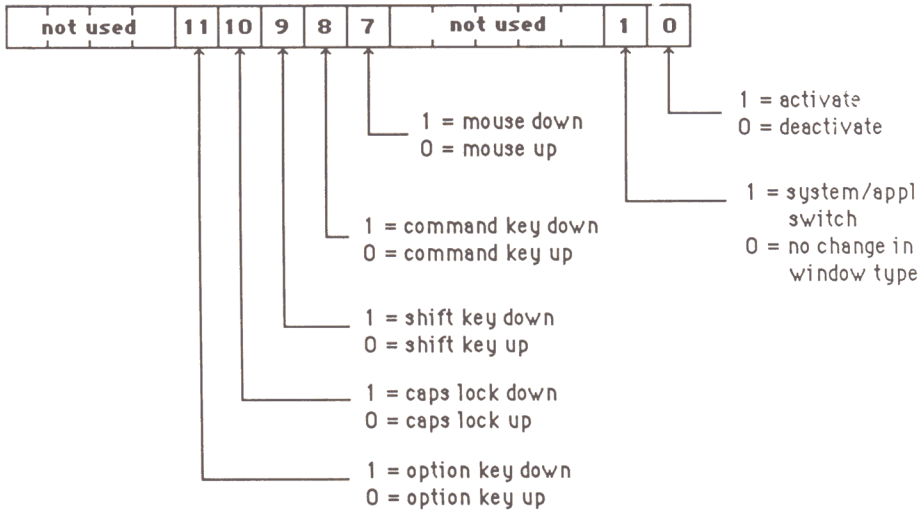 not used 11 10 9 8 7 not used 1 0
1 = activate
0 = deactivate
1 = mouse down
0 = mouse up
1 = system/appl
switch
0 = no change in
window type
1 = command key down
0 = command key up
1 = shift key down
0 = shift key up
1 = caps lock down
0 = caps lock up
1 = option key down
0 = option key up